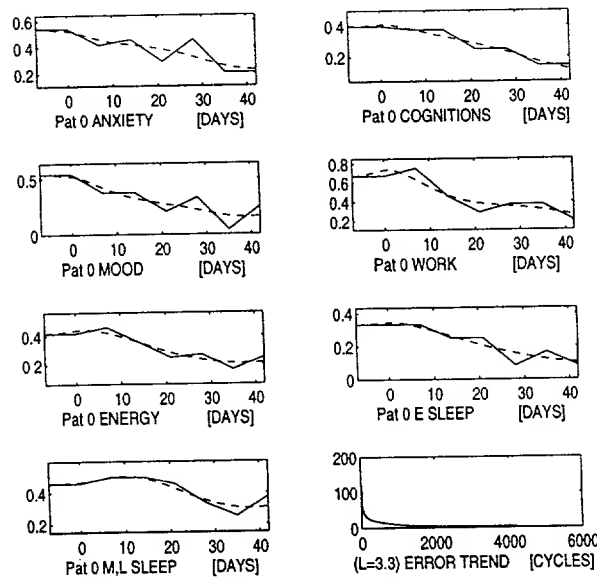 0.6
0.4
0.2
0 10 20 30 40
Pat 0 ANXIETY [DAYS]
0.4
0.2
0 10 20 30 40
Pat 0 COGNITIONS [DAYS]
0.5
0
0 10 20 30 40
Pat 0 MOOD [DAYS]
0.8
0.6
0.4
0.2
0 10 20 30 40
Pat 0 WORK [DAYS]
0.4
0.2
0 10 20 30 40
Pat 0 ENERGY [DAYS]
0.4
0.2
0
0 10 20 30 40
Pat 0 E SLEEP [DAYS]
0.4
0.2
0 10 20 30 40
Pat 0 M,L SLEEP [DAYS]
200
100
0
0 2000 4000 6000
(L=3.3) ERROR TREND [CYCLES]